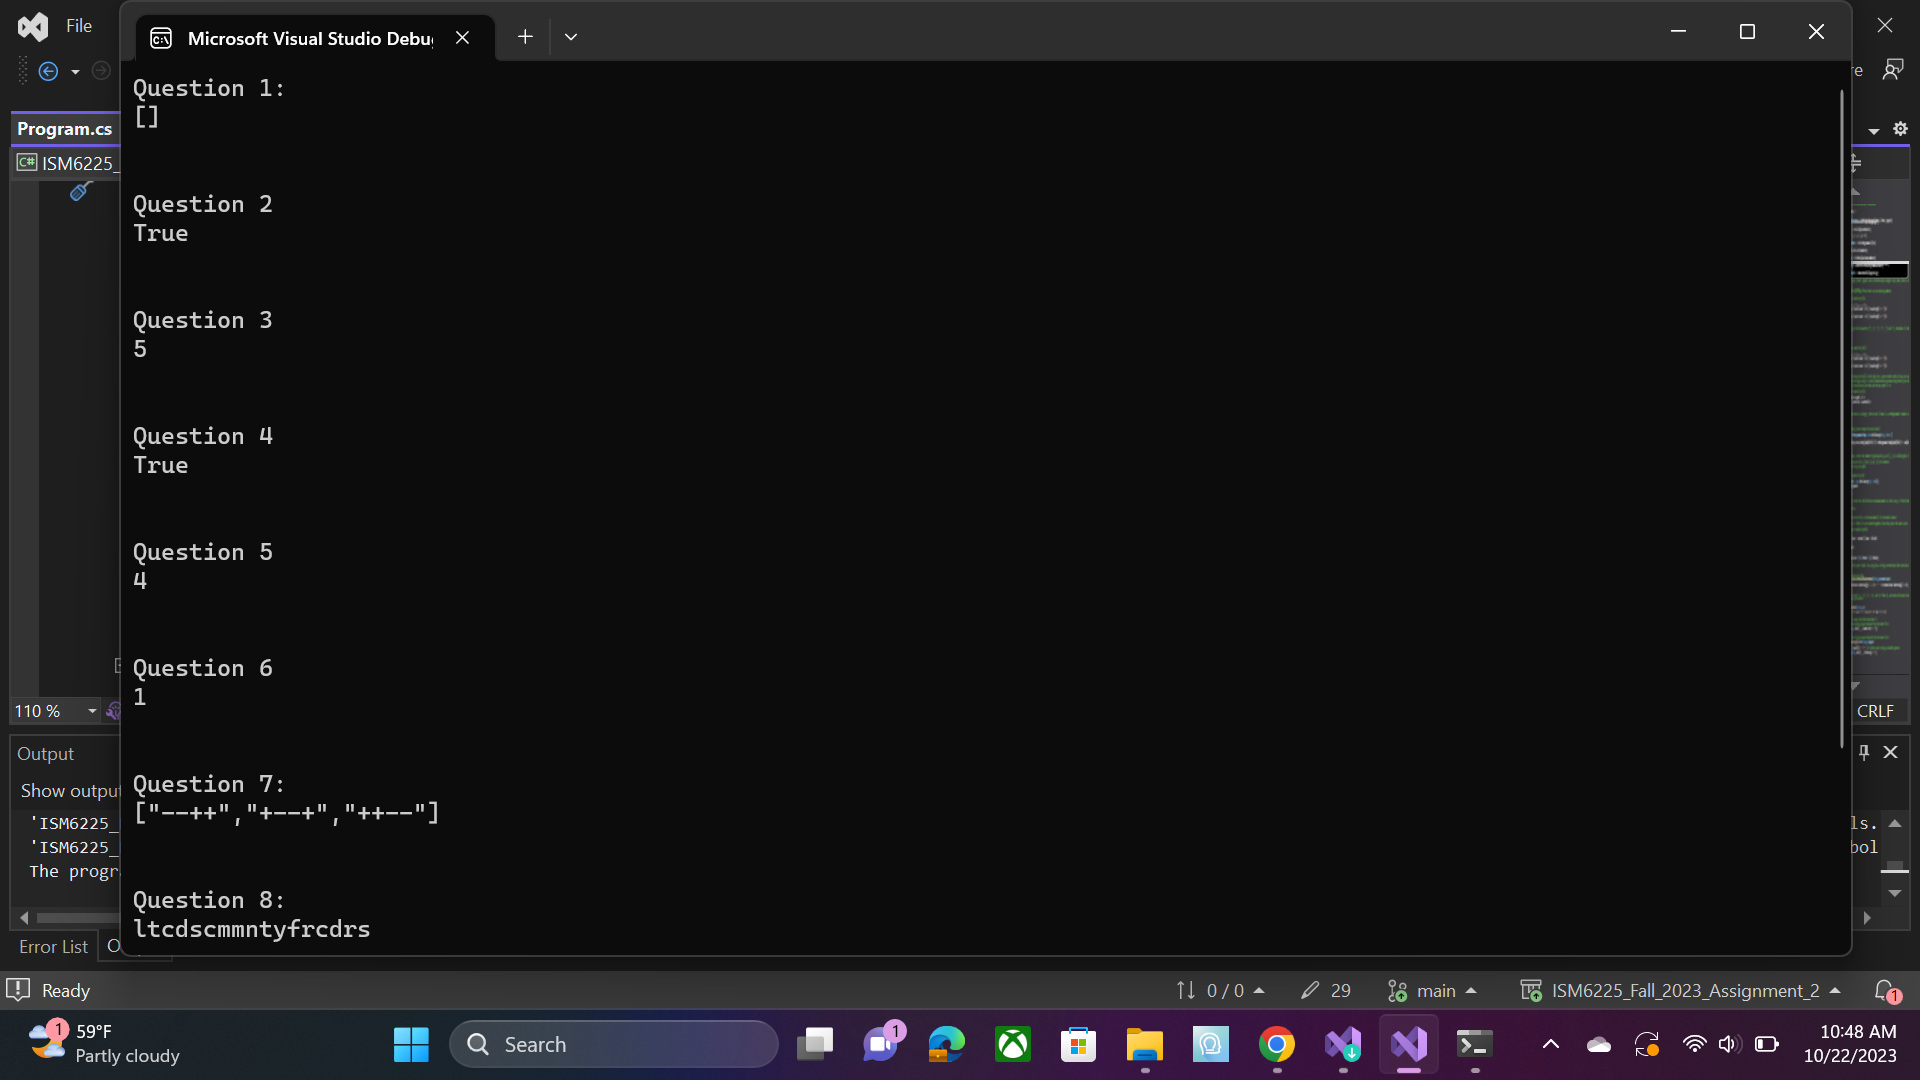 File
Microsoft Visual Studio Debu
Program.cs
ISM6225_
Question 1:
[]
Question 2
True
Question 3
5
Question 4
True
Question 5
4
Question 6
1
Question 7:
["--++","+--+","++--"]
Question 8:
ltcdscmmntyfrcdrs
110 %
CRLF
Output
Show output
'ISM6225_
ls.
'ISM6225_
bol
The progr
Error List
Ready
0 / 0
29
main
ISM6225_Fall_2023_Assignment_2
1
1
59°F
Partly cloudy
Search
1
10:48 AM
10/22/2023